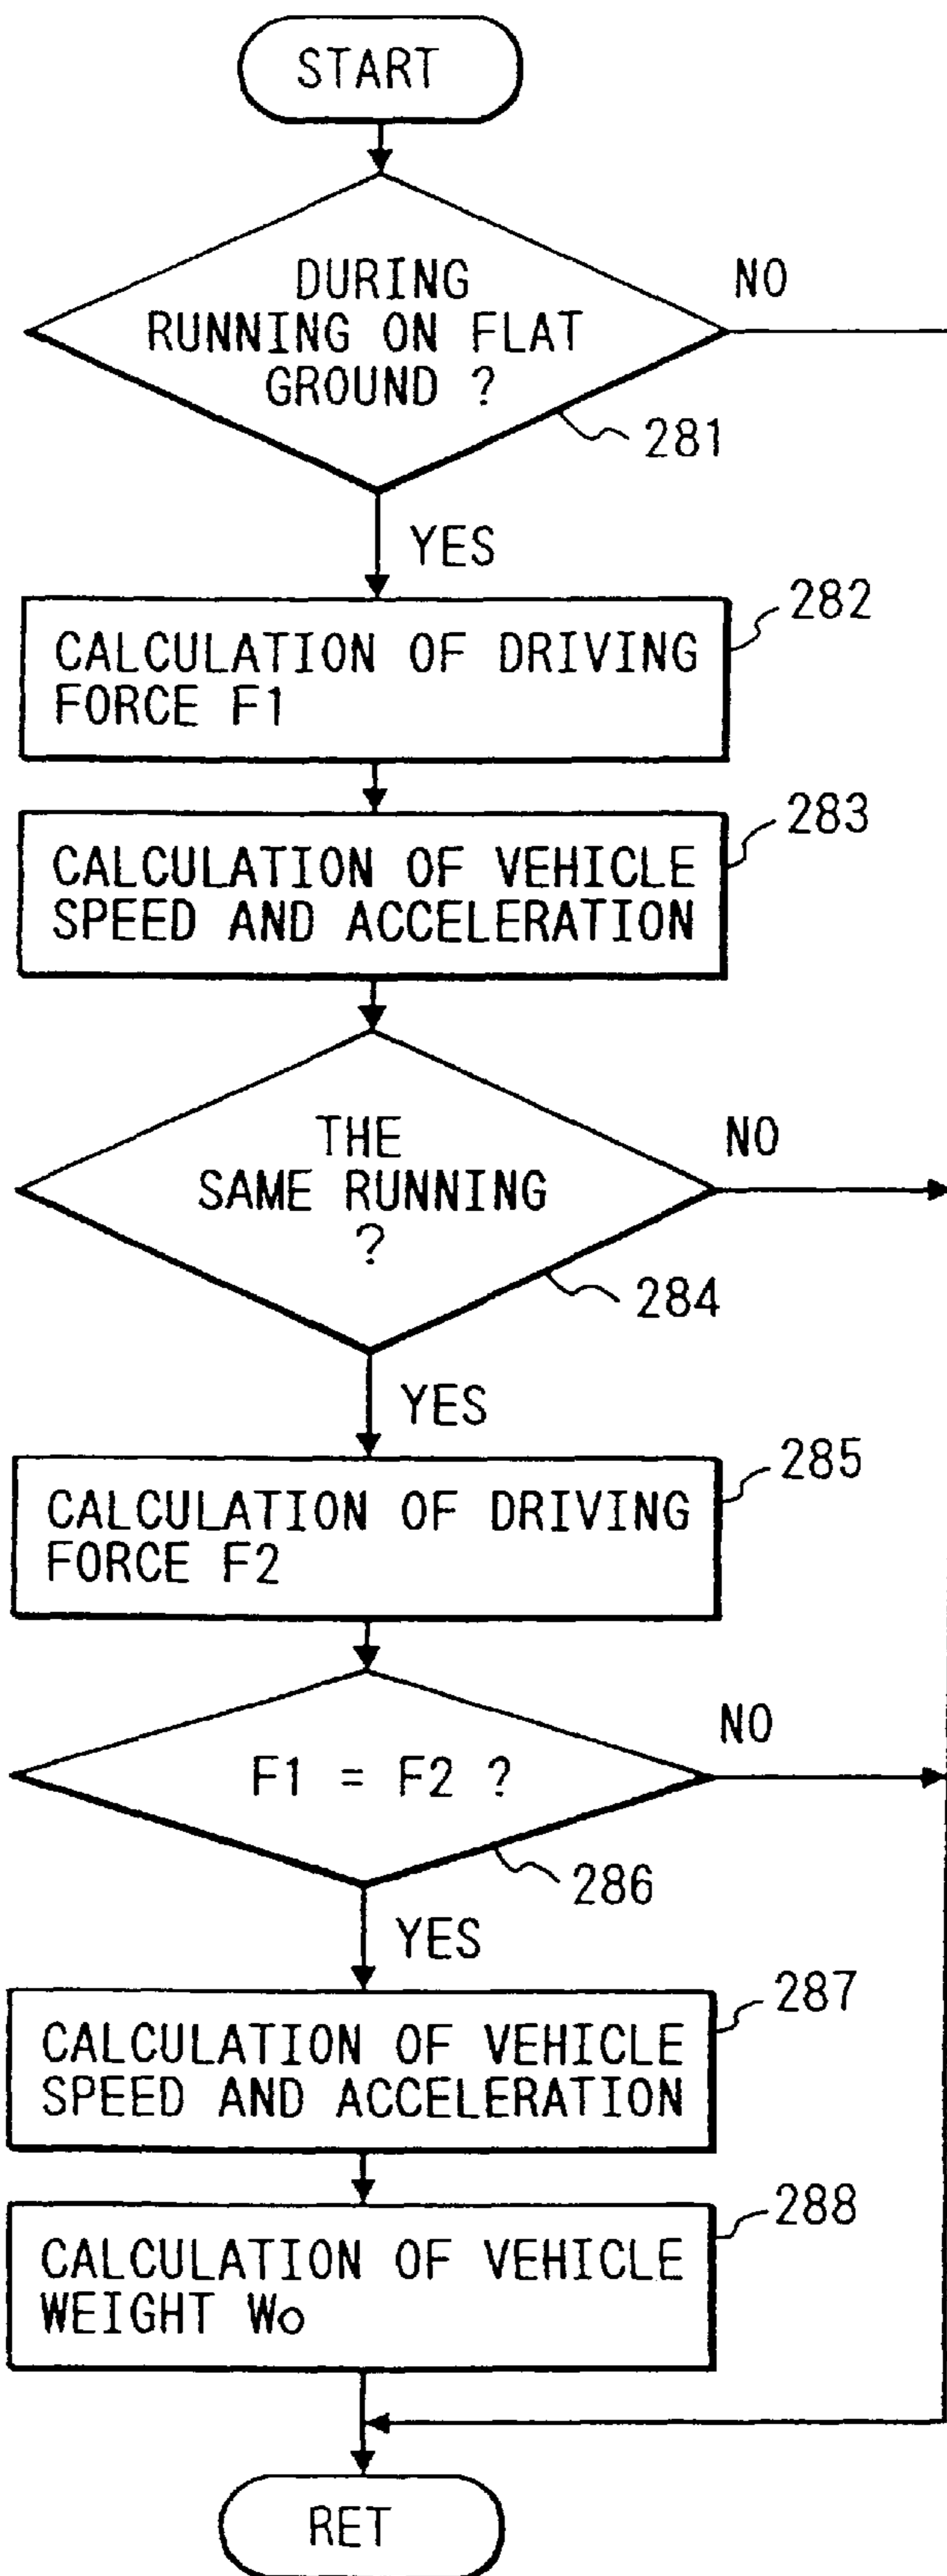 START
DURING
RUNNING ON FLAT
GROUND ?
NO
281
YES
282
CALCULATION OF DRIVING
FORCE F1
283
CALCULATION OF VEHICLE
SPEED AND ACCELERATION
THE
SAME RUNNING
?
NO
284
YES
285
CALCULATION OF DRIVING
FORCE F2
F1 = F2 ?
NO
286
YES
287
CALCULATION OF VEHICLE
SPEED AND ACCELERATION
288
CALCULATION OF VEHICLE
WEIGHT Wo
RET